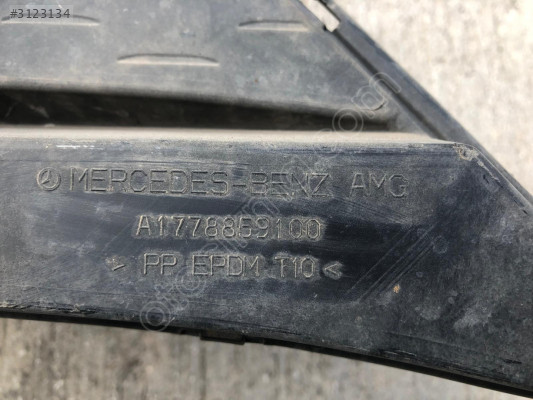 #3123134
MERCEDES-BENZ AMG
A1778859100
> PP EPDM T10 <